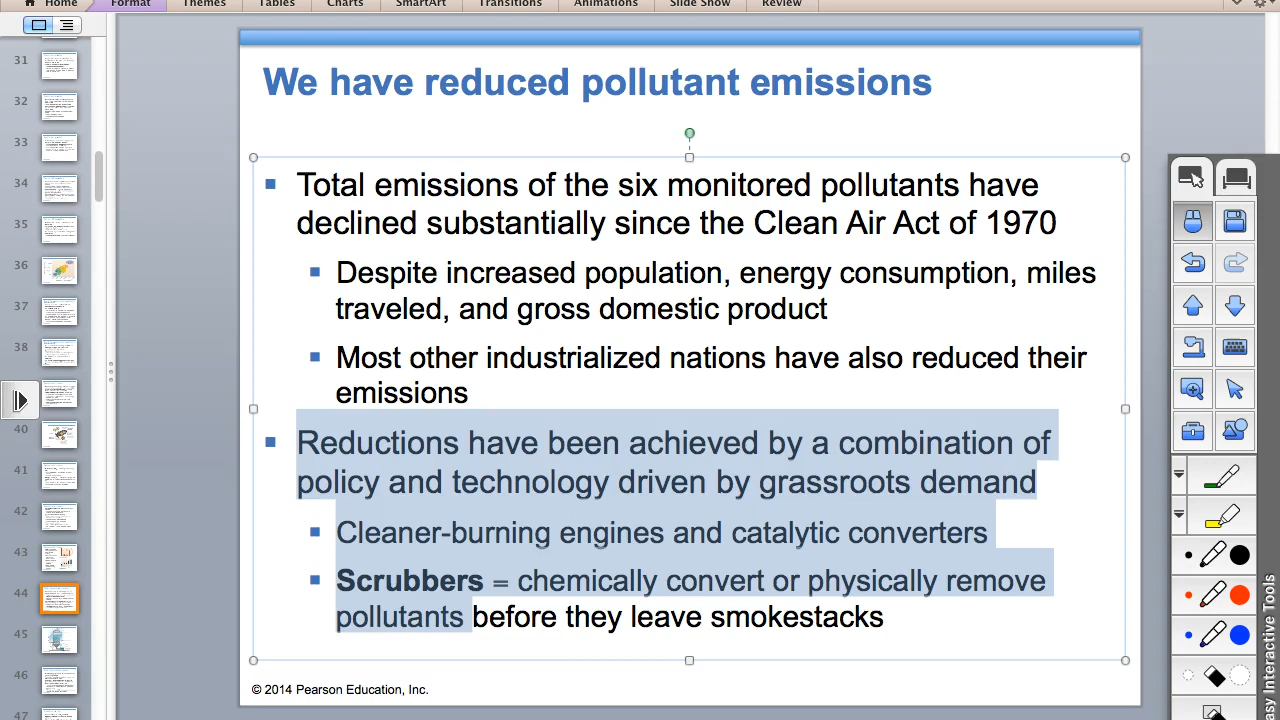 Home Format Themes Tables Charts SmartArt Transitions Animations Slide Show Review
31
32
33
34
35
36
37
38
40
41
42
43
44
45
46
47
We have reduced pollutant emissions
Total emissions of the six monitored pollutants have
declined substantially since the Clean Air Act of 1970
Despite increased population, energy consumption, miles
traveled, and gross domestic product
Most other industrialized nations have also reduced their
emissions
Reductions have been achieved by a combination of
policy and technology driven by grassroots demand
Cleaner-burning engines and catalytic converters
Scrubbers = chemically convert or physically remove
pollutants before they leave smokestacks
© 2014 Pearson Education, Inc.
Interactive Tools